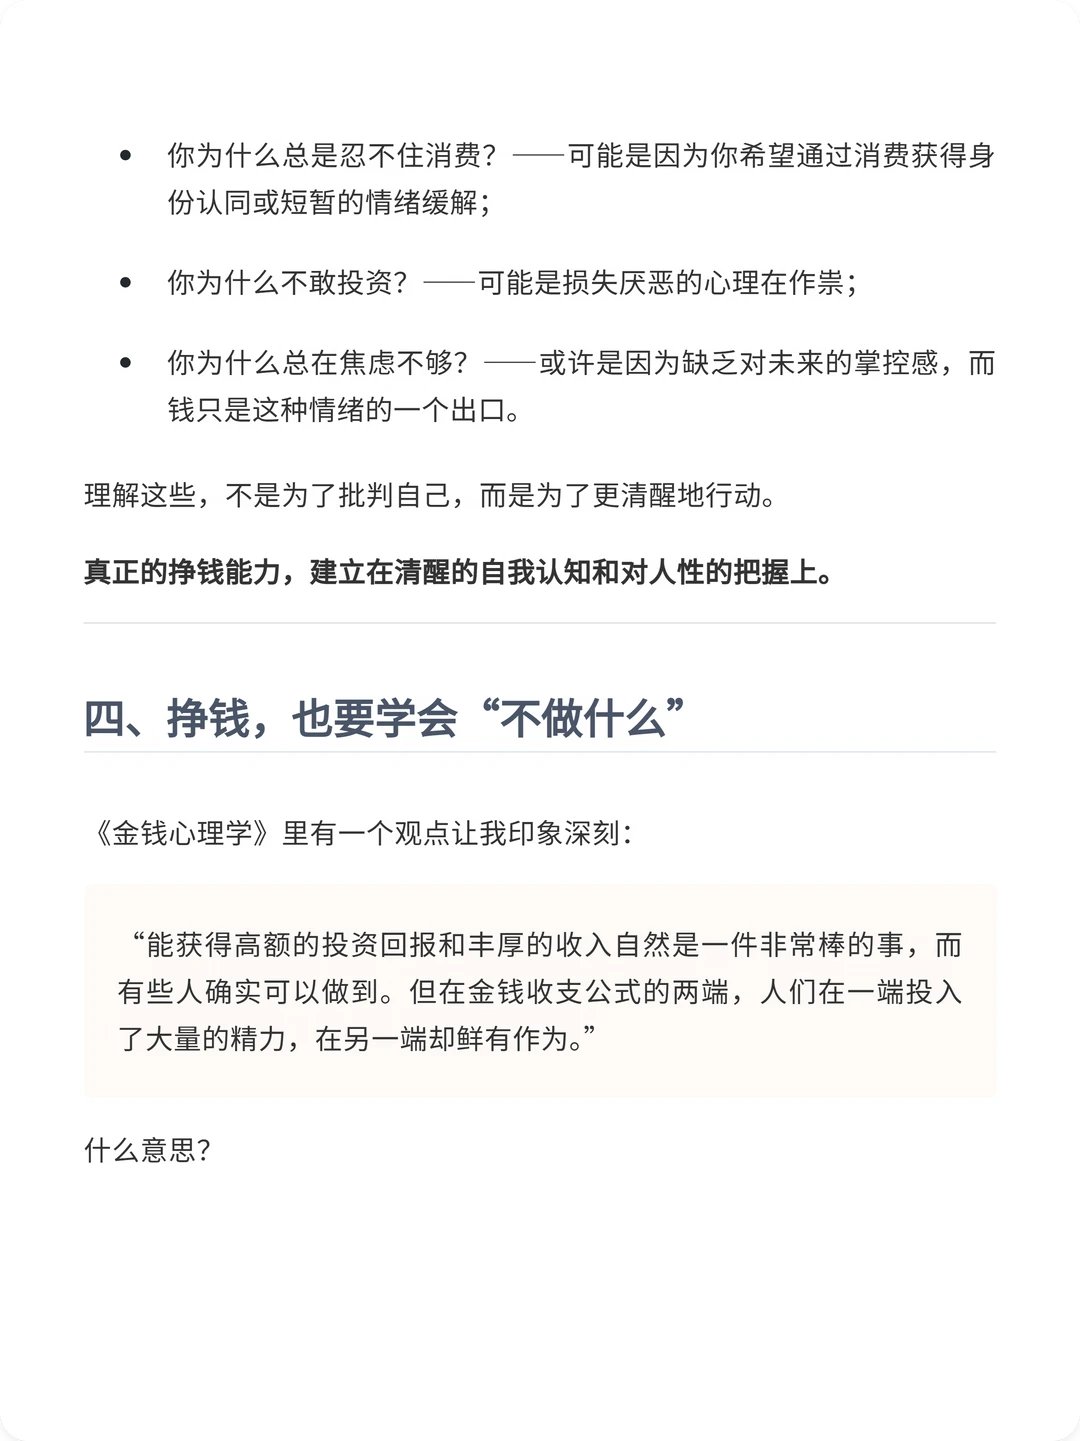 你为什么总是忍不住消费？——可能是因为你希望通过消费获得身
份认同或短暂的情绪缓解；
你为什么不敢投资？——可能是损失厌恶的心理在作祟；
你为什么总在焦虑不够？——或许是因为缺乏对未来的掌控感，而
钱只是这种情绪的一个出口。
理解这些，不是为了批判自己，而是为了更清醒地行动。
真正的挣钱能力，建立在清醒的自我认知和对人性的把握上。
四、挣钱，也要学会“不做什么”
《金钱心理学》里有一个观点让我印象深刻：
“能获得高额的投资回报和丰厚的收入自然是一件非常棒的事，而
有些人确实可以做到。但在金钱收支公式的两端，人们在一端投入
了大量的精力，在另一端却鲜有作为。”
什么意思？